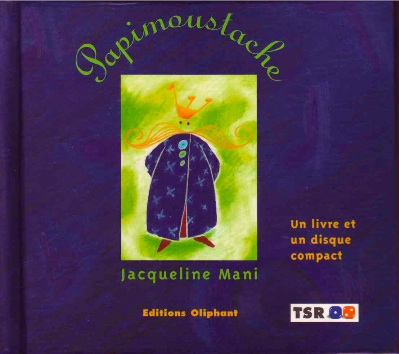 Papimoustache
Un livre et
un disque
compact
Jacqueline Mani
Editions Oliphant
TSR